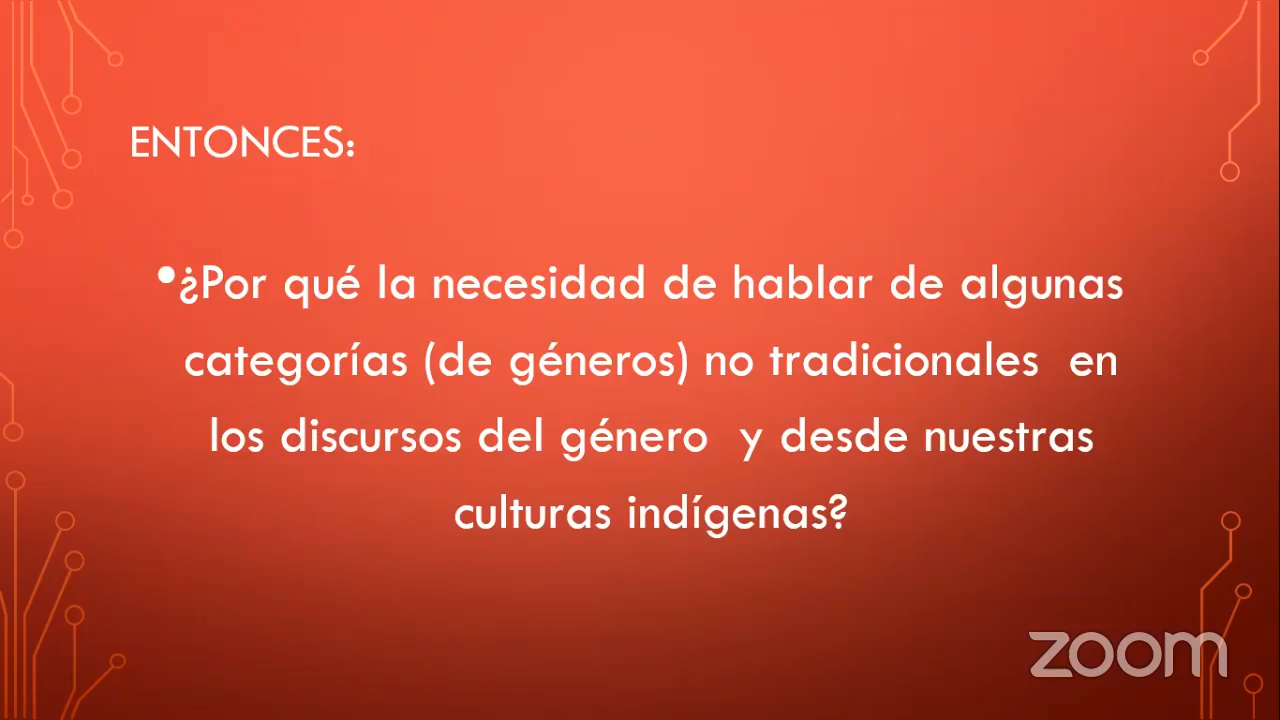 ENTONCES:
•¿Por qué la necesidad de hablar de algunas
categorías (de géneros) no tradicionales  en
los discursos del género  y desde nuestras
culturas indígenas?
zoom